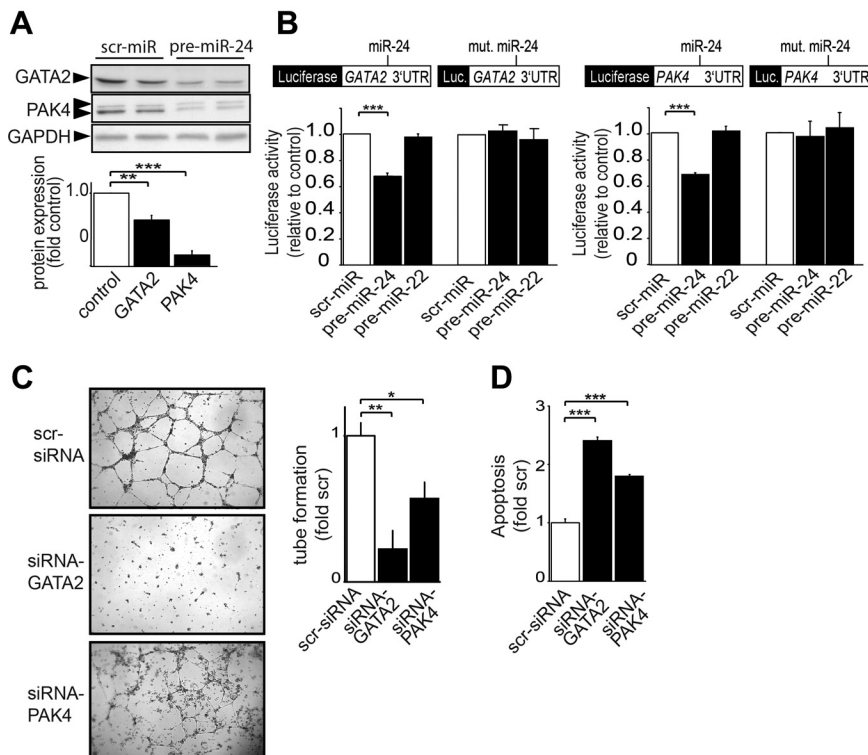 A
scr-miR pre-miR-24
GATA2
PAK4
GAPDH
protein expression
(fold control)
1.0
0
**
***
control
GATA2
PAK4
B
miR-24
Luciferase GATA2 3'UTR
mut. miR-24
Luc. GATA2 3'UTR
Luciferase activity
(relative to control)
1.0
0.8
0.6
0.4
0.2
0
***
scr-miR
pre-miR-24
pre-miR-22
scr-miR
pre-miR-24
pre-miR-22
miR-24
Luciferase PAK4 3'UTR
mut. miR-24
Luc. PAK4 3'UTR
Luciferase activity
(relative to control)
1.0
0.8
0.6
0.4
0.2
0
***
scr-miR
pre-miR-24
pre-miR-22
scr-miR
pre-miR-24
pre-miR-22
C
scr-
siRNA
siRNA-
GATA2
siRNA-
PAK4
tube formation
(fold scr)
1
0
*
**
scr-siRNA
siRNA-
GATA2
siRNA-
PAK4
D
Apoptosis
(fold scr)
3
2
1
0
***
***
scr-siRNA
siRNA-
GATA2
siRNA-
PAK4